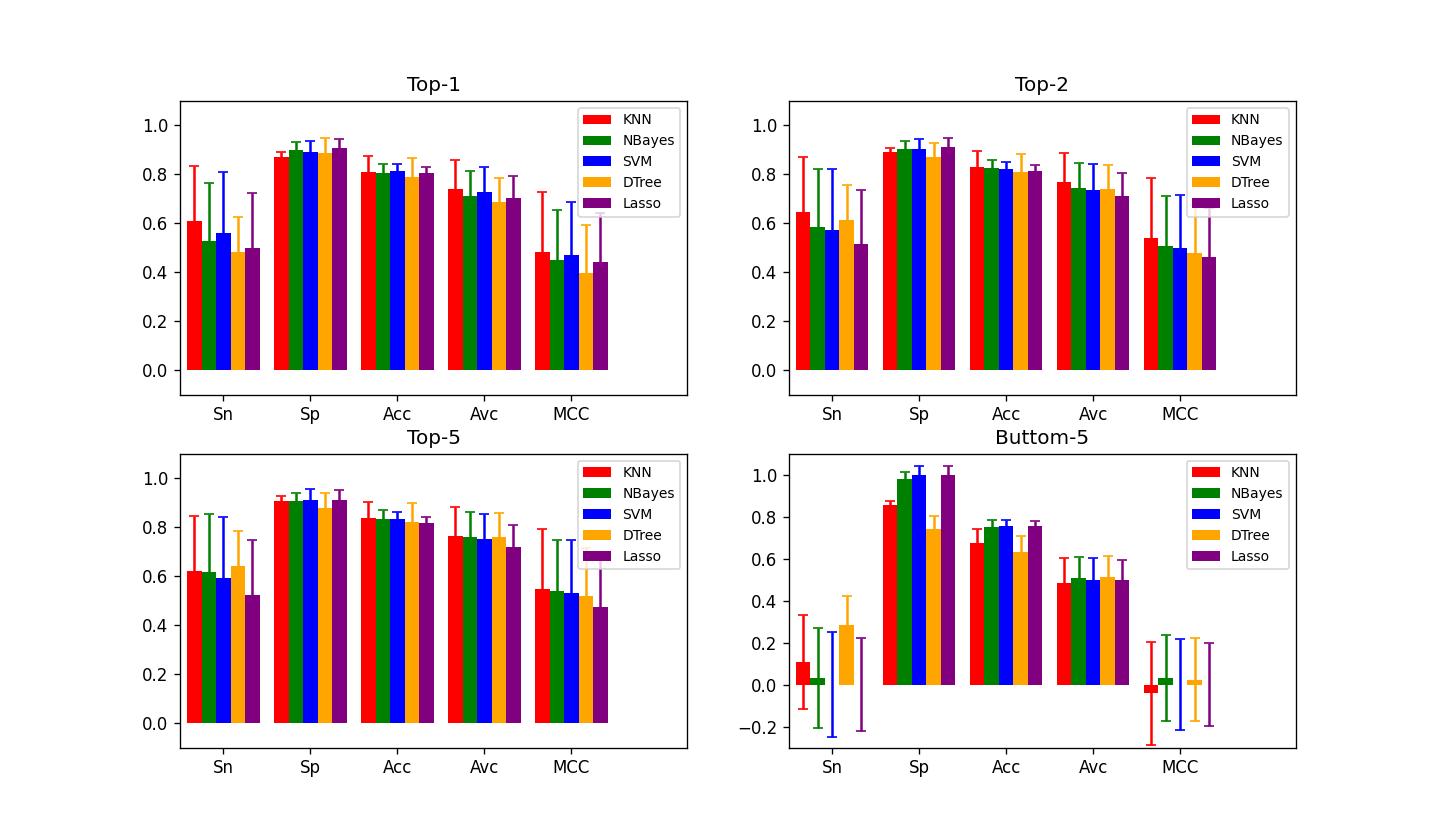 Top-1
1.0
0.8
0.6
0.4
0.2
0.0
Sn Sp Acc Avc MCC
KNN
NBayes
SVM
DTree
Lasso
Top-2
1.0
0.8
0.6
0.4
0.2
0.0
Sn Sp Acc Avc MCC
KNN
NBayes
SVM
DTree
Lasso
Top-5
1.0
0.8
0.6
0.4
0.2
0.0
Sn Sp Acc Avc MCC
KNN
NBayes
SVM
DTree
Lasso
Buttom-5
1.0
0.8
0.6
0.4
0.2
0.0
−0.2
Sn Sp Acc Avc MCC
KNN
NBayes
SVM
DTree
Lasso